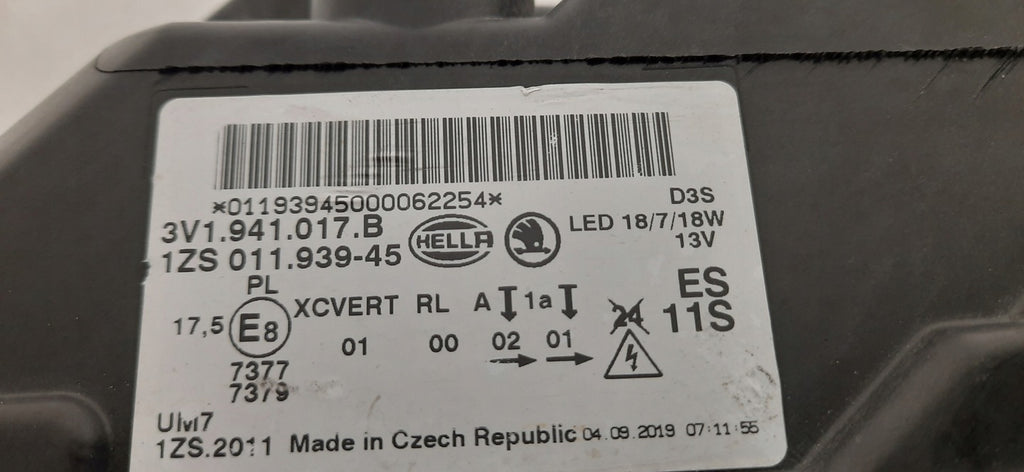 *01193945000062254*
3V1.941.017.B
1ZS 011.939-45
HELLA
D3S
LED 18/7/18W
13V
PL
17,5 E8
7377
7379
XCVERT RL A 1a
01 00 02 01
24
ES
11S
UM7
1ZS.2011 Made in Czech Republic 04.09.2019 07:11:55